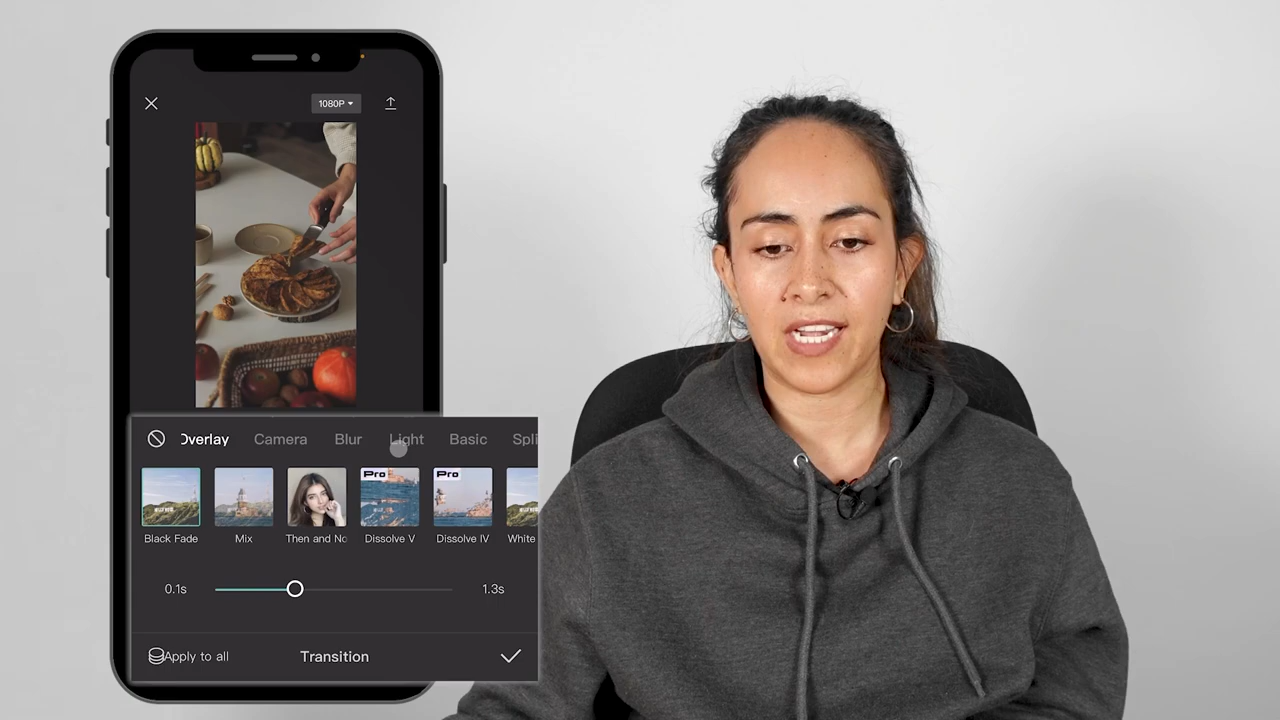 1080P
Overlay Camera Blur Light Basic Spli
Pro Pro
Black Fade Mix Then and No Dissolve V Dissolve IV White
0.1s 1.3s
Apply to all Transition